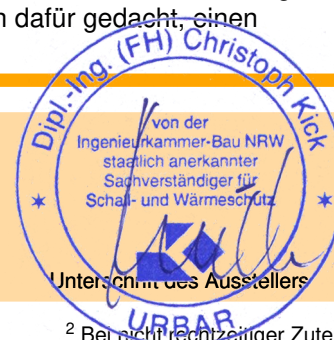 dafür gedacht, einen
Dipl.-Ing. (FH) Christoph Kick
von der
Ingenieurkammer-Bau NRW
staatlich anerkannter
Sachverständiger für
Schall- und Wärmeschutz
Unterschrift des Ausstellers
URBAR
2 Bei nicht rechtzeitiger